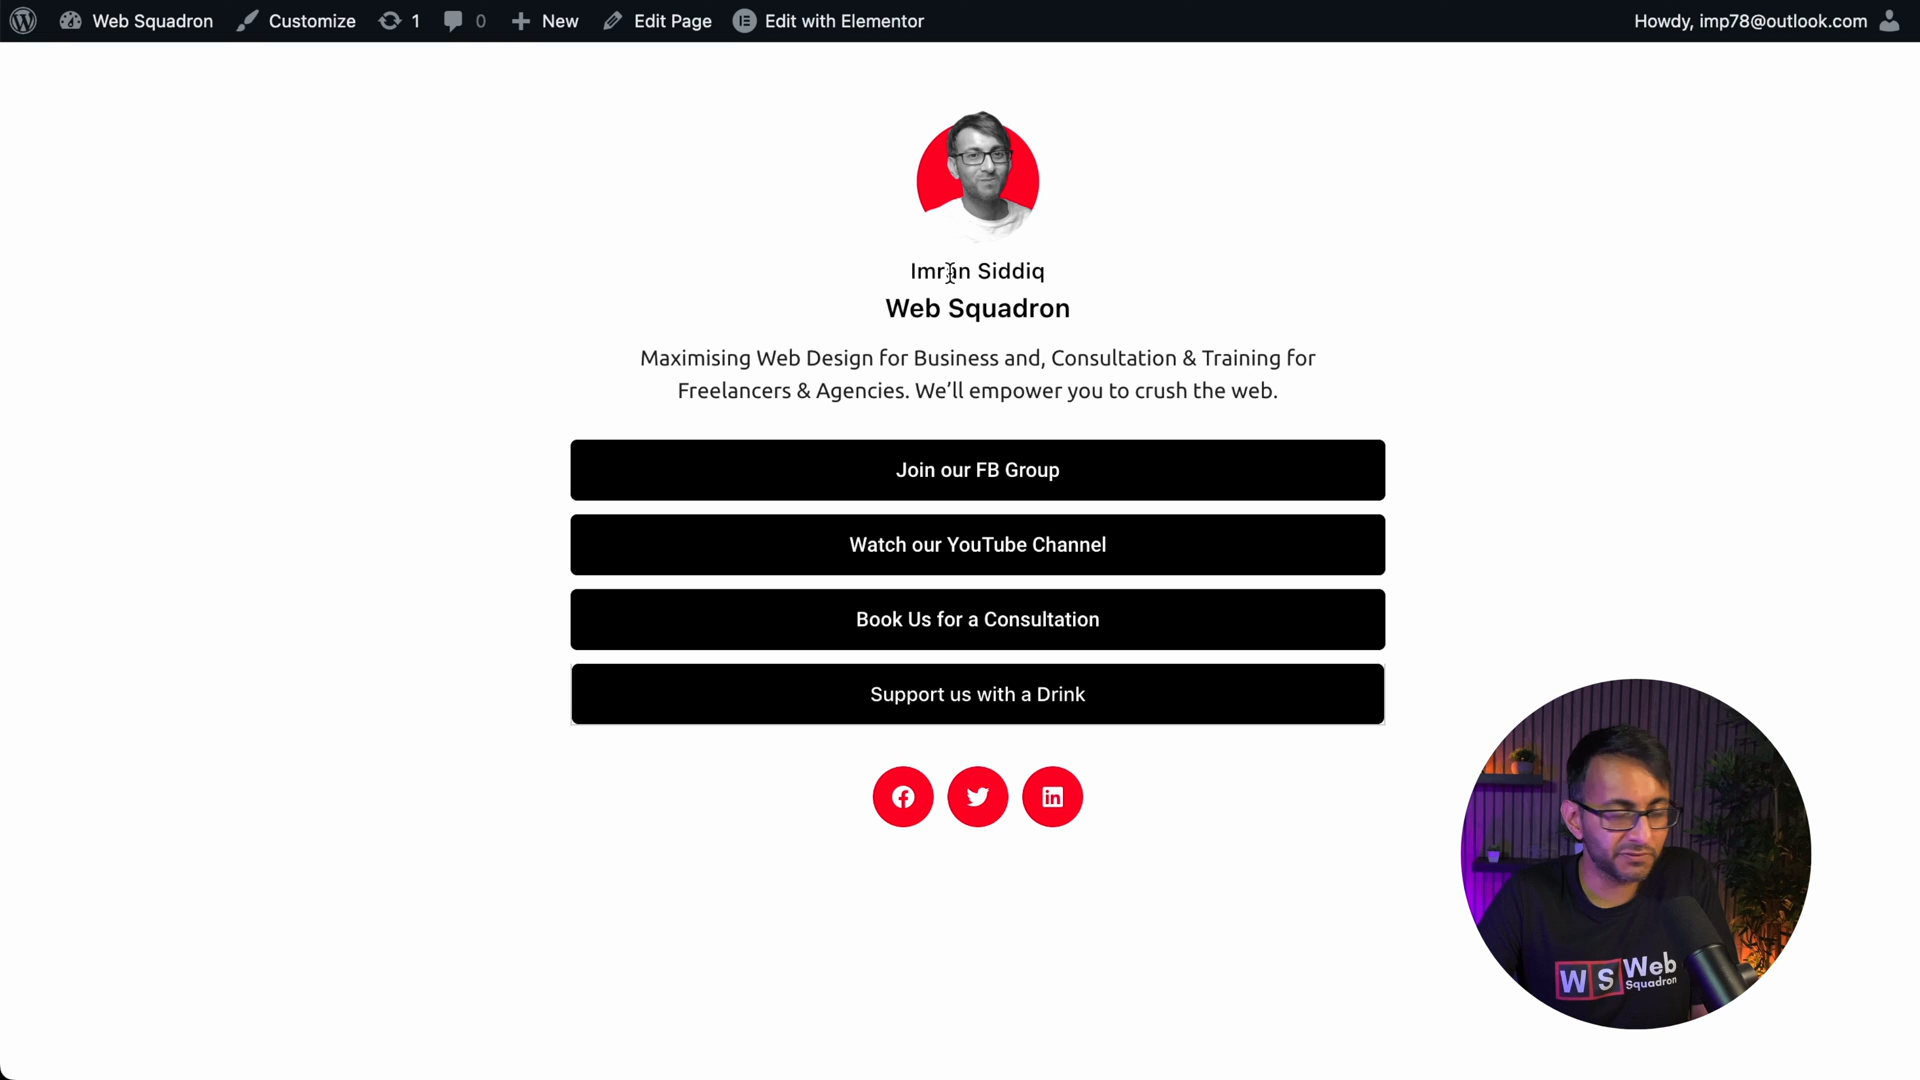 Web Squadron Customize 1 0 New Edit Page Edit with Elementor Howdy, imp78@outlook.com
Imran Siddiq
Web Squadron
Maximising Web Design for Business and, Consultation & Training for
Freelancers & Agencies. We’ll empower you to crush the web.
Join our FB Group
Watch our YouTube Channel
Book Us for a Consultation
Support us with a Drink
WS Web
Squadron